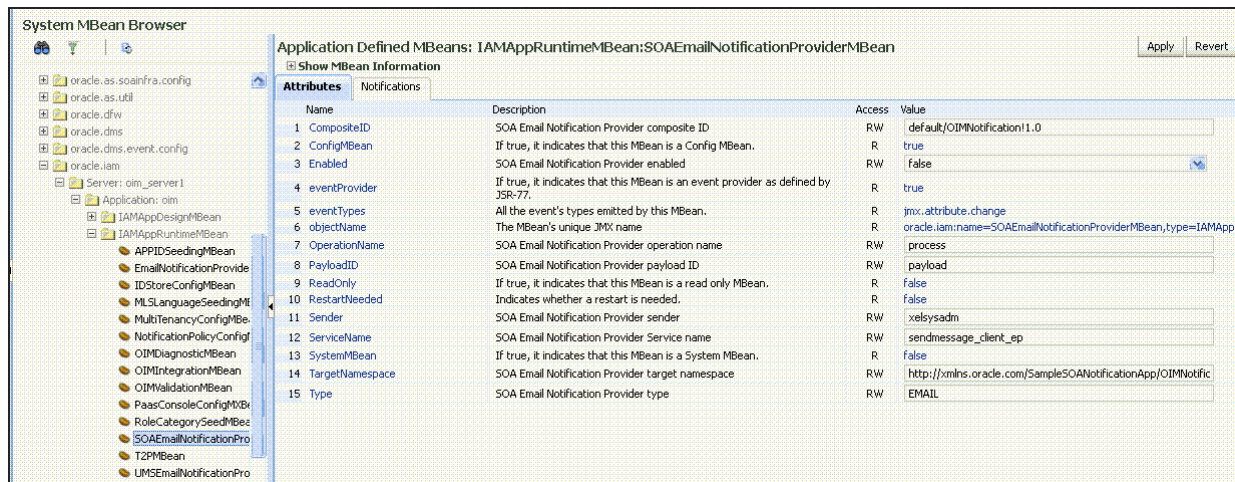 System MBean Browser
oracle.as.soainfra.config
oracle.as.util
oracle.dfw
oracle.dms
oracle.dms.event.config
oracle.iam
Server: oim_server1
Application: oim
IAMAppDesignMBean
IAMAppRuntimeMBean
APPIDSeedingMBean
EmailNotificationProvide
IDStoreConfigMBean
MLSLanguageSeedingME
MultiTenancyConfigMBe
NotificationPolicyConfig
OIMDiagnosticMBean
OIMIntegrationMBean
OIMValidationMBean
PaasConsoleConfigMXBe
RoleCategorySeedMBea
SOAEmailNotificationPro
T2PMBean
UMSEmailNotificationPro
Application Defined MBeans: IAMAppRuntimeMBean:SOAEmailNotificationProviderMBean
Apply Revert
Show MBean Information
Attributes Notifications
Name Description Access Value
1 CompositeID SOA Email Notification Provider composite ID RW default/OIMNotification!1.0
2 ConfigMBean If true, it indicates that this MBean is a Config MBean. R true
3 Enabled SOA Email Notification Provider enabled RW false
4 eventProvider If true, it indicates that this MBean is an event provider as defined by JSR-77. R true
5 eventTypes All the event's types emitted by this MBean. R jmx.attribute.change
6 objectName The MBean's unique JMX name R oracle.iam:name=SOAEmailNotificationProviderMBean,type=IAMApp
7 OperationName SOA Email Notification Provider operation name RW process
8 PayloadID SOA Email Notification Provider payload ID RW payload
9 ReadOnly If true, it indicates that this MBean is a read only MBean. R false
10 RestartNeeded Indicates whether a restart is needed. R false
11 Sender SOA Email Notification Provider sender RW xelsysadm
12 ServiceName SOA Email Notification Provider Service name RW sendmessage_client_ep
13 SystemMBean If true, it indicates that this MBean is a System MBean. R false
14 TargetNamespace SOA Email Notification Provider target namespace RW http://xmlns.oracle.com/SampleSOANotificationApp/OIMNotific
15 Type SOA Email Notification Provider type RW EMAIL